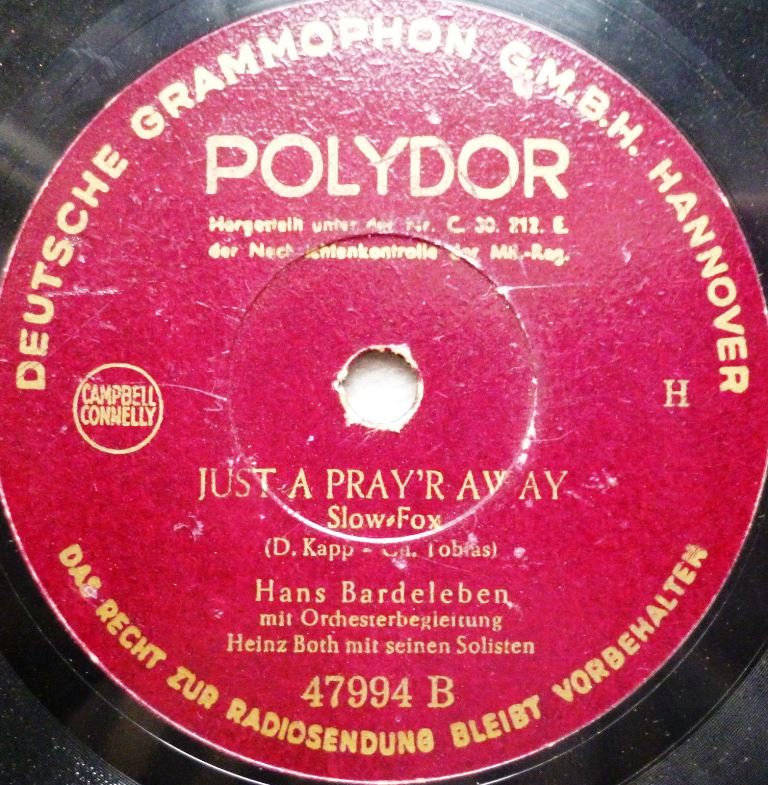 DEUTSCHE GRAMMOPHON G.M.B.H. HANNOVER
POLYDOR
Hergestellt unter der Nr. C. 30. 212. E.
der Nachrichtenkontrolle der Mil.-Reg.
CAMPBELL
CONNELLY
H
JUST A PRAY'R AWAY
Slow-Fox
(D. Kapp - Ch. Tobias)
Hans Bardeleben
mit Orchesterbegleitung
Heinz Both mit seinen Solisten
47994 B
DAS RECHT ZUR RADIOSENDUNG BLEIBT VORBEHALTEN